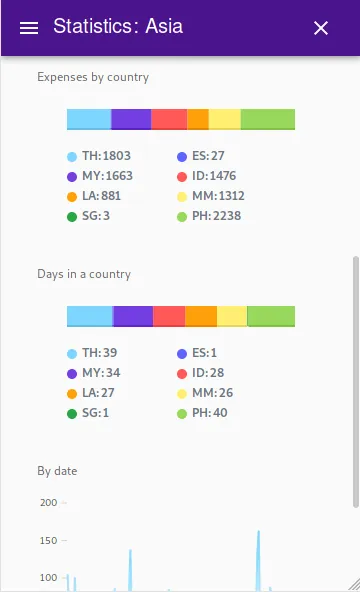 Statistics: Asia
Expenses by country
TH:1803 ES:27
MY:1663 ID:1476
LA:881 MM:1312
SG:3 PH:2238
Days in a country
TH:39 ES:1
MY:34 ID:28
LA:27 MM:26
SG:1 PH:40
By date
200
150
100